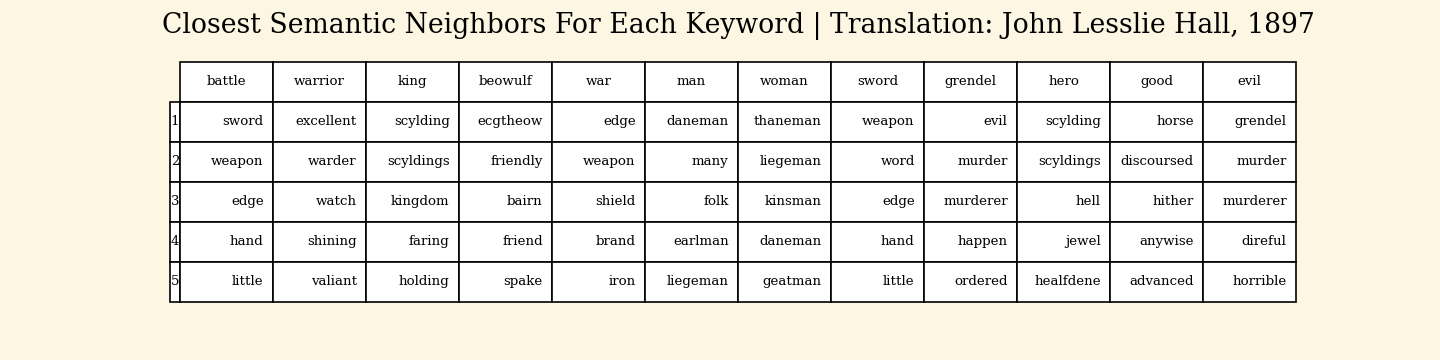 Closest Semantic Neighbors For Each Keyword | Translation: John Lesslie Hall, 1897
battle warrior king beowulf war man woman sword grendel hero good evil
1 sword excellent scylding ecgtheow edge daneman thaneman weapon evil scylding horse grendel
2 weapon warder scyldings friendly weapon many liegeman word murder scyldings discoursed murder
3 edge watch kingdom bairn shield folk kinsman edge murderer hell hither murderer
4 hand shining faring friend brand earlman daneman hand happen jewel anywise direful
5 little valiant holding spake iron liegeman geatman little ordered healfdene advanced horrible